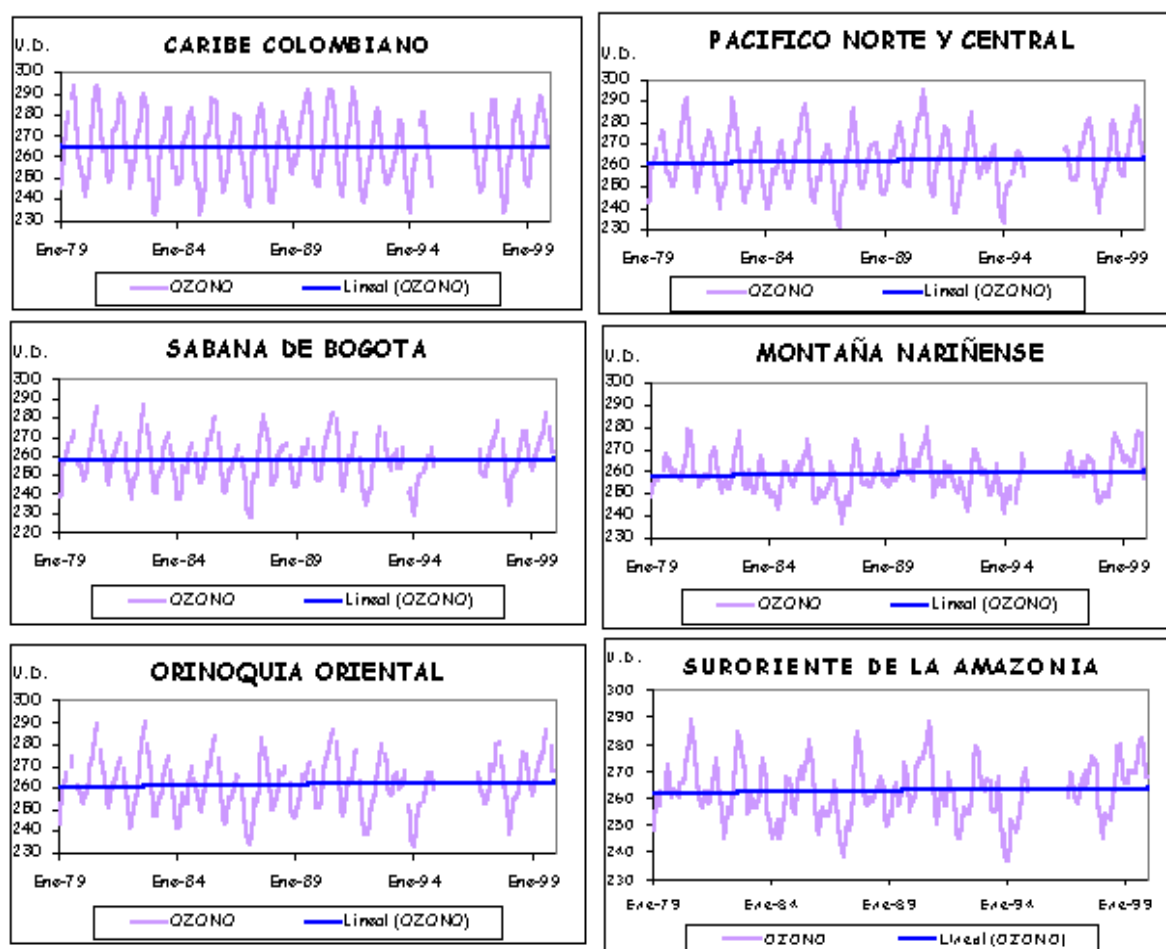 CARIBE COLOMBIANO
U.D.
300
290
280
270
260
250
240
230
Ene-79 Ene-84 Ene-89 Ene-94 Ene-99
OZONO Lineal (OZONO)
PACIFICO NORTE Y CENTRAL
U.D.
300
290
280
270
260
250
240
230
Ene-79 Ene-84 Ene-89 Ene-94 Ene-99
OZONO Lineal (OZONO)
SABANA DE BOGOTA
U.D.
300
290
280
270
260
250
240
230
220
Ene-79 Ene-84 Ene-89 Ene-94 Ene-99
OZONO Lineal (OZONO)
MONTAÑA NARIÑENSE
U.D.
300
290
280
270
260
250
240
230
Ene-79 Ene-84 Ene-89 Ene-94 Ene-99
OZONO Lineal (OZONO)
ORINOQUIA ORIENTAL
U.D.
300
290
280
270
260
250
240
230
Ene-79 Ene-84 Ene-89 Ene-94 Ene-99
OZONO Lineal (OZONO)
SURORIENTE DE LA AMAZONIA
U.D.
300
290
280
270
260
250
240
230
Ene-79 Ene-84 Ene-89 Ene-94 Ene-99
OZONO Lineal (OZONO)